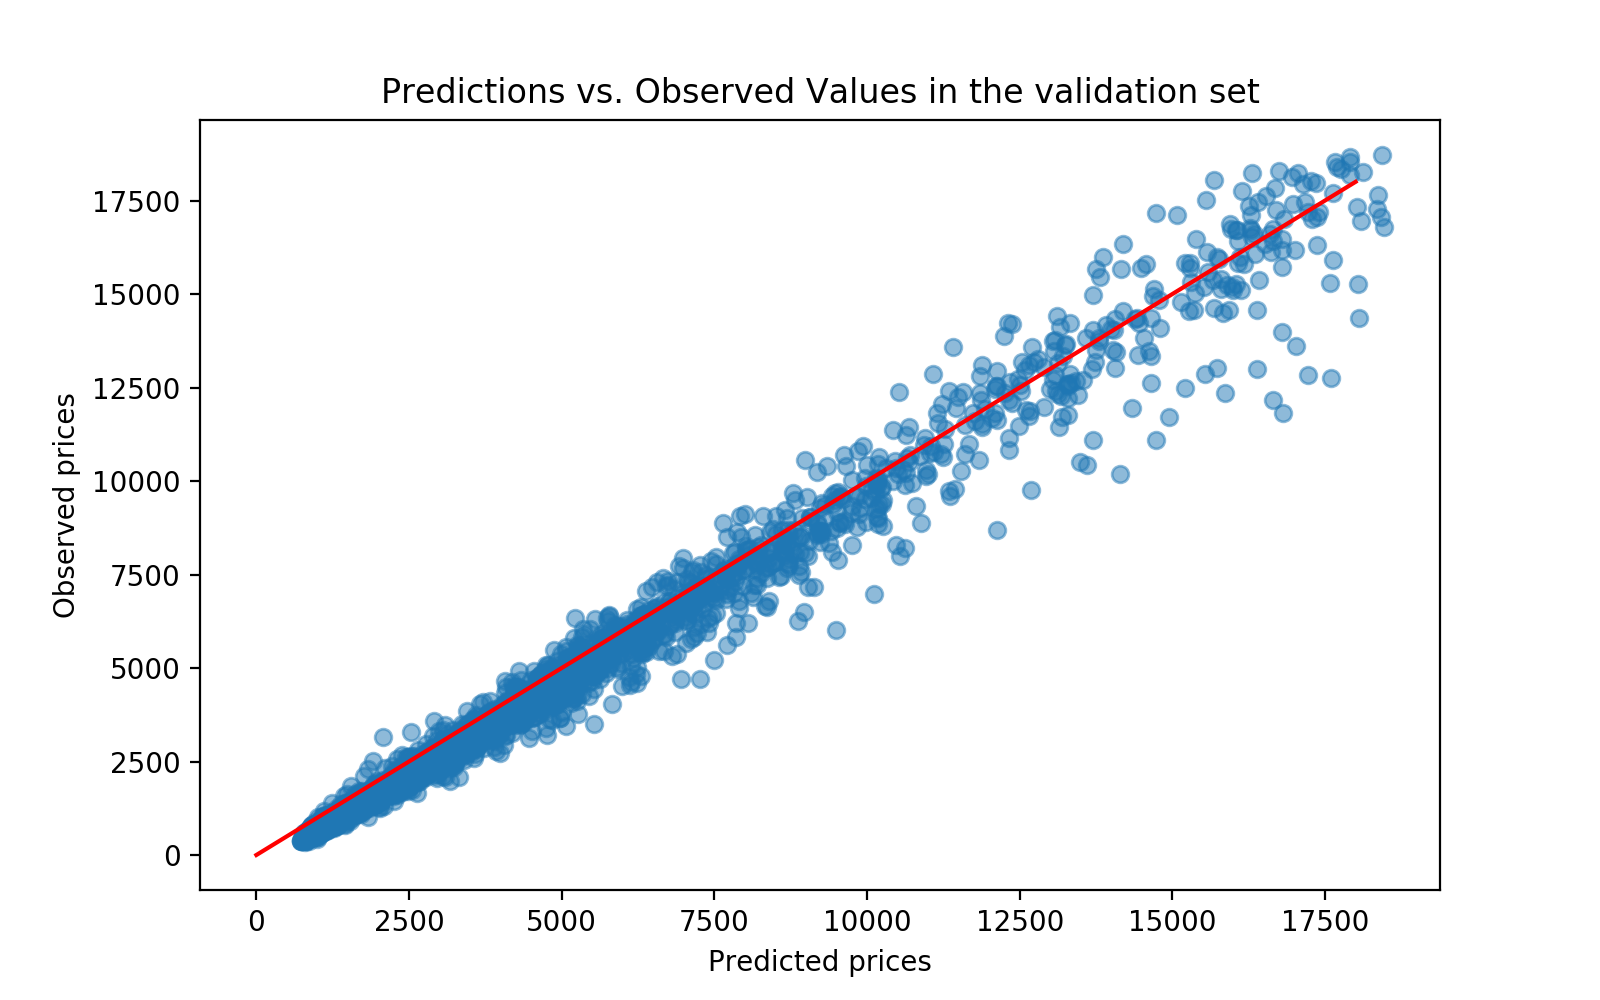 Predictions vs. Observed Values in the validation set
17500
15000
12500
10000
7500
5000
2500
0
Observed prices
0 2500 5000 7500 10000 12500 15000 17500
Predicted prices